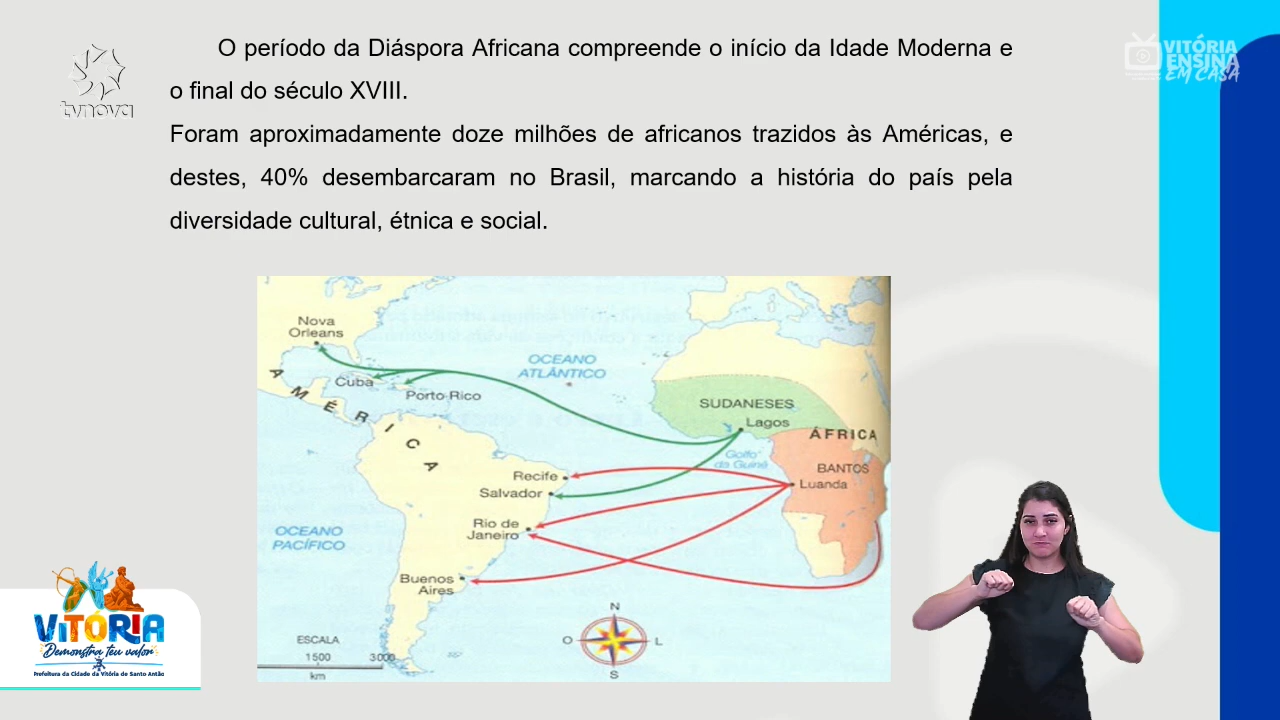 O período da Diáspora Africana compreende o início da Idade Moderna e
o final do século XVIII.
Foram aproximadamente doze milhões de africanos trazidos às Américas, e
destes, 40% desembarcaram no Brasil, marcando a história do país pela
diversidade cultural, étnica e social.
tvnova
VITÓRIA
ENSINA
EM CASA
Nova
Orleans
Cuba
Porto Rico
AMÉRICA
OCEANO
ATLÂNTICO
SUDANESES
Lagos
ÁFRICA
Golfo
da Guiné
BANTOS
Luanda
Recife
Salvador
Rio de
Janeiro
OCEANO
PACÍFICO
Buenos
Aires
ESCALA
1500 3000
km
N
O L
S
VITÓRIA
Demonstra teu valor
Prefeitura da Cidade da Vitória de Santo Antão